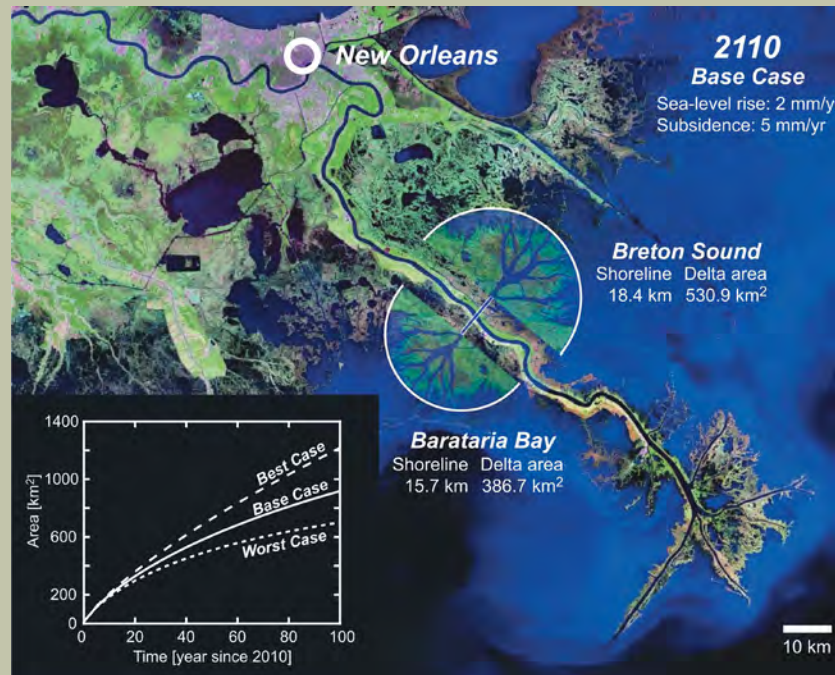 New Orleans
2110
Base Case
Sea-level rise: 2 mm/y
Subsidence: 5 mm/yr
Breton Sound
Shoreline Delta area
18.4 km 530.9 km²
Barataria Bay
Shoreline Delta area
15.7 km 386.7 km²
1400
1000
600
200
0
Area [km²]
Best Case
Base Case
Worst Case
0 20 40 60 80 100
Time [year since 2010]
10 km